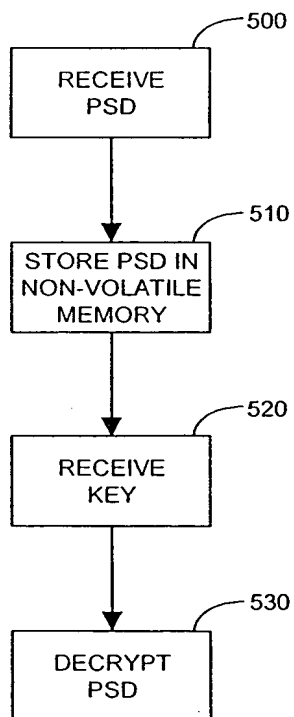 500
RECEIVE
PSD
510
STORE PSD IN
NON-VOLATILE
MEMORY
520
RECEIVE
KEY
530
DECRYPT
PSD